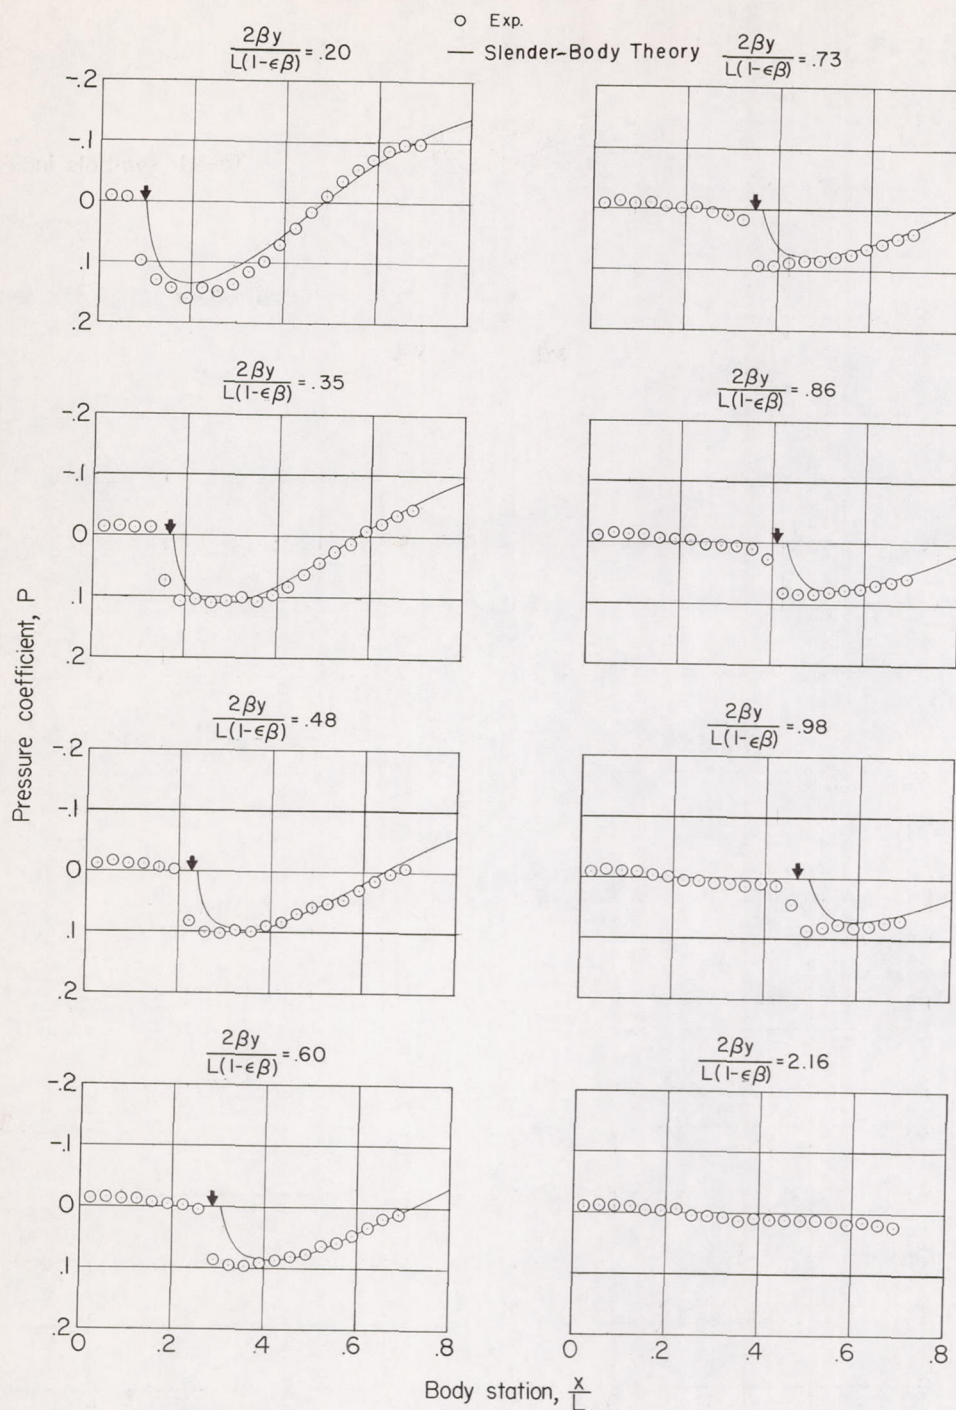 ○ Exp.
— Slender-Body Theory
2βy/L(1-ϵβ) = .20
-.2
-.1
0
.1
.2
2βy/L(1-ϵβ) = .73
2βy/L(1-ϵβ) = .35
-.2
-.1
0
.1
.2
2βy/L(1-ϵβ) = .86
Pressure coefficient, P
2βy/L(1-ϵβ) = .48
-.2
-.1
0
.1
.2
2βy/L(1-ϵβ) = .98
2βy/L(1-ϵβ) = .60
-.2
-.1
0
.1
.2
2βy/L(1-ϵβ) = 2.16
0 .2 .4 .6 .8
0 .2 .4 .6 .8
Body station, x/L